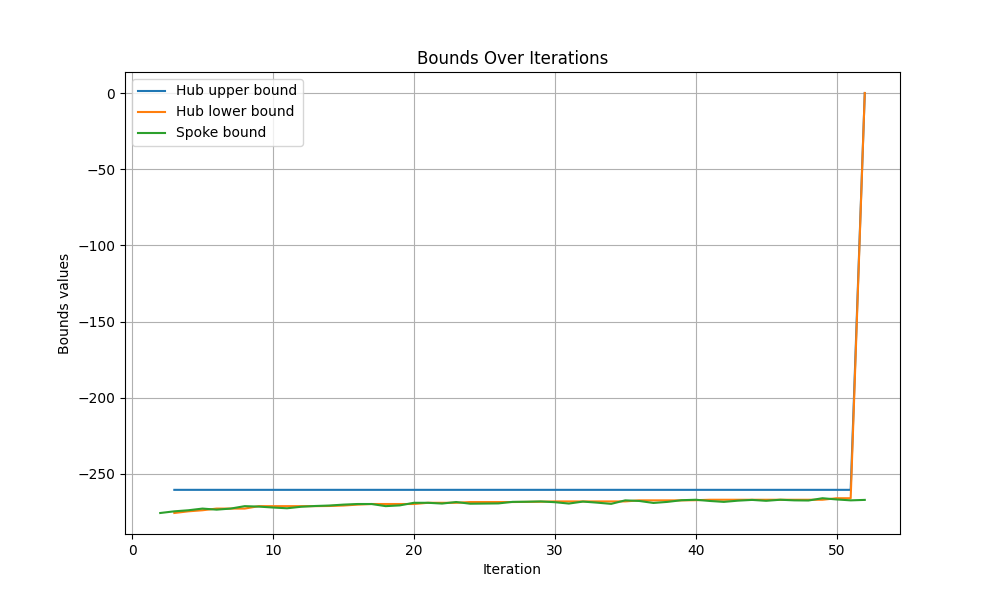 Bounds Over Iterations
Hub upper bound
Hub lower bound
Spoke bound
0
−50
−100
−150
−200
−250
Bounds values
0
10
20
30
40
50
Iteration